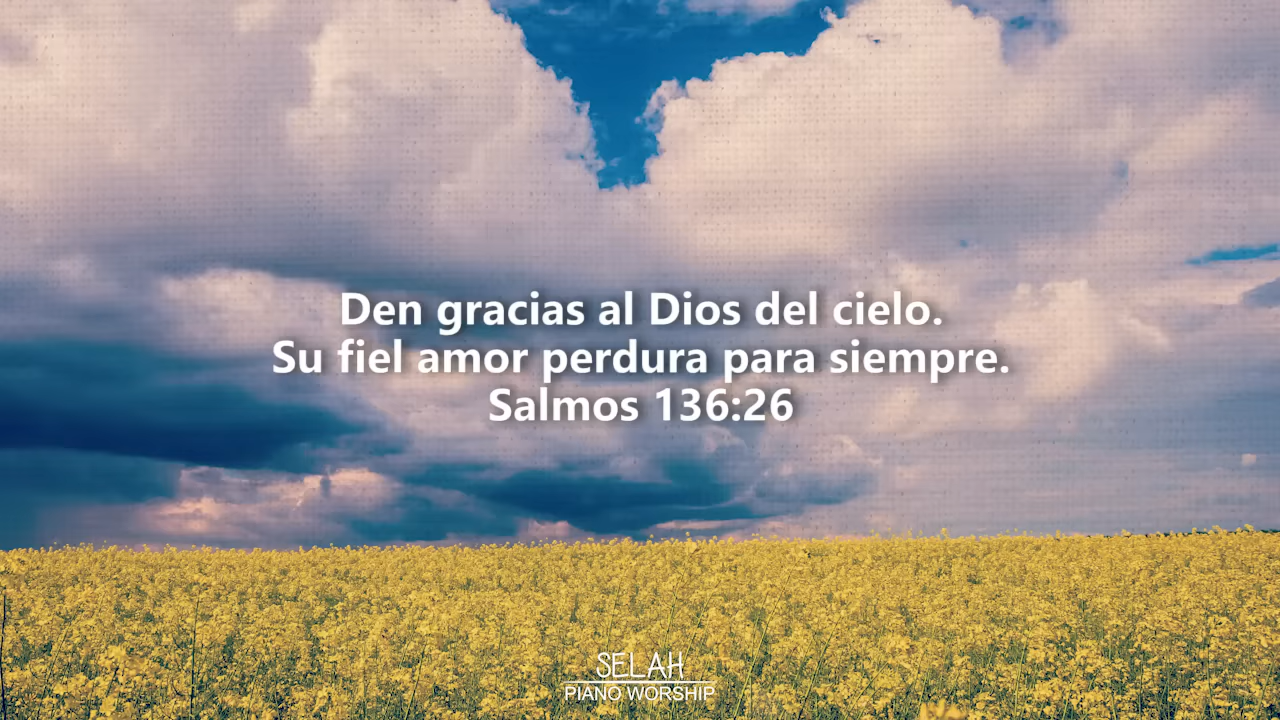 Den gracias al Dios del cielo.
Su fiel amor perdura para siempre.
Salmos 136:26
SELAH
PIANO WORSHIP